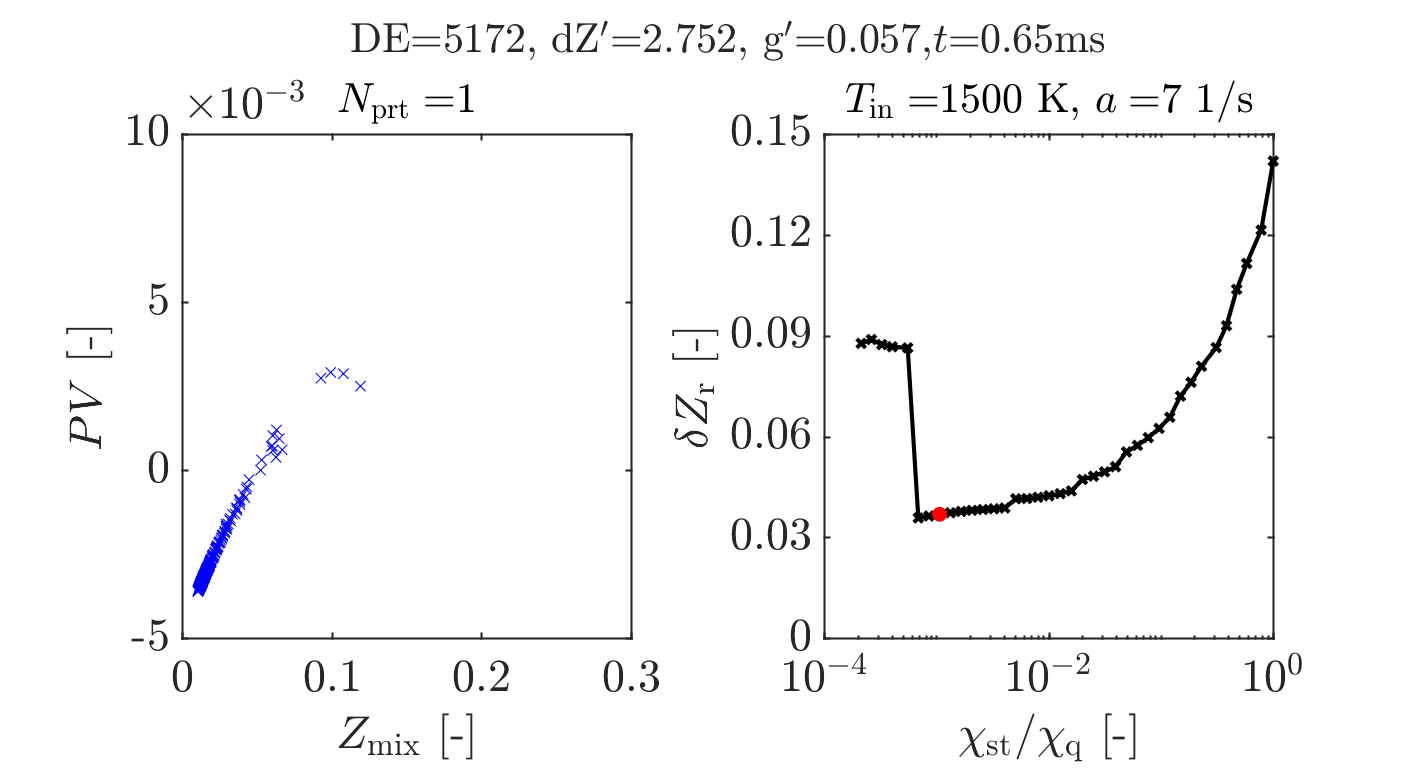 DE=5172, dZ′=2.752, g′=0.057,t=0.65ms
×10⁻³ N_prt =1
T_in =1500 K, a =7 1/s
10
5
0
-5
PV [-]
0 0.1 0.2 0.3
Z_mix [-]
0.15
0.12
0.09
0.06
0.03
0
δZ_r [-]
10⁻⁴ 10⁻² 10⁰
χ_st/χ_q [-]